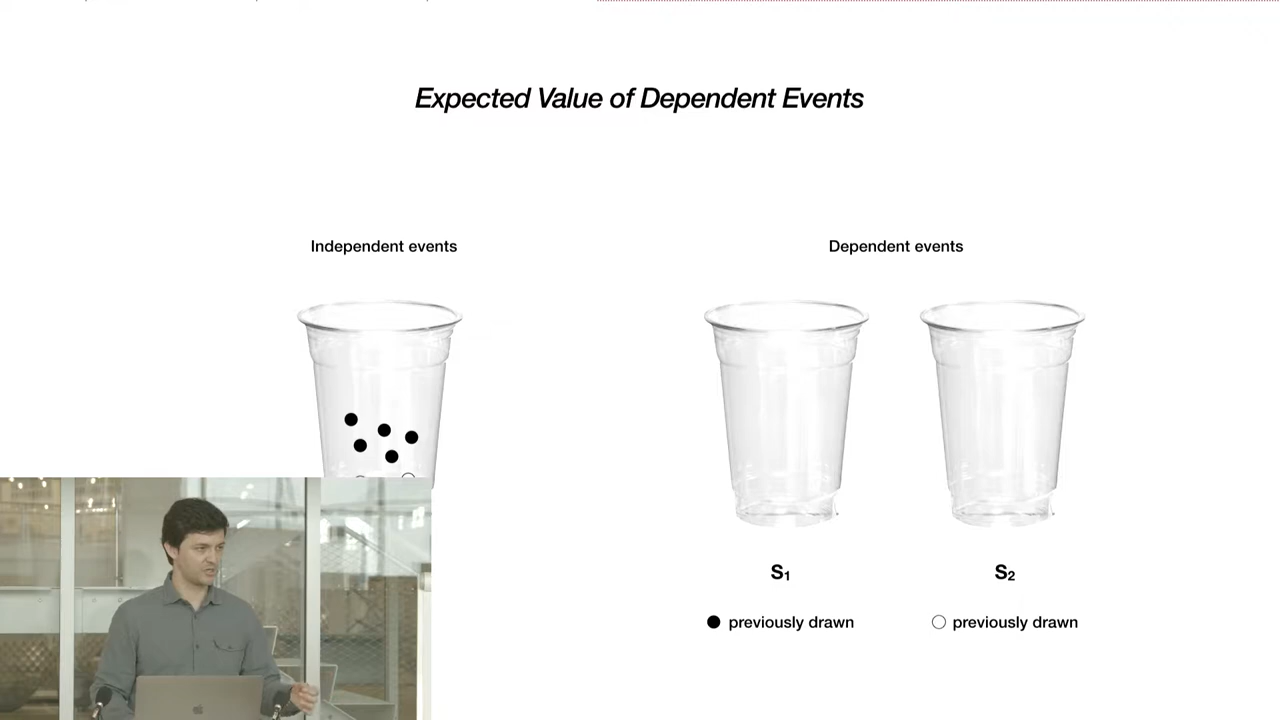 Expected Value of Dependent Events
Independent events
Dependent events
S₁
S₂
previously drawn
previously drawn